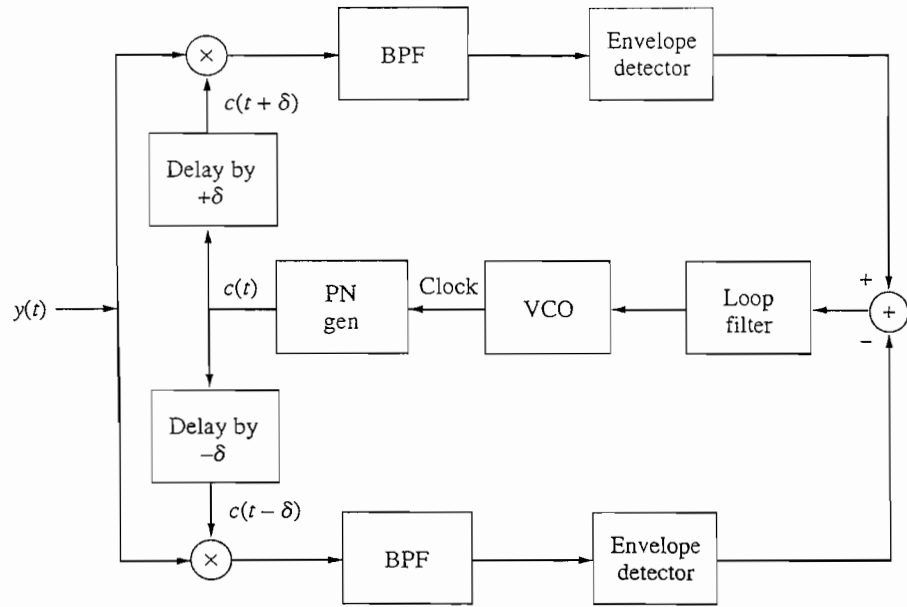 ×
BPF
Envelope
detector
c(t + δ)
Delay by
+δ
y(t)
c(t)
PN
gen
Clock
VCO
Loop
filter
+
+
−
Delay by
−δ
c(t − δ)
×
BPF
Envelope
detector